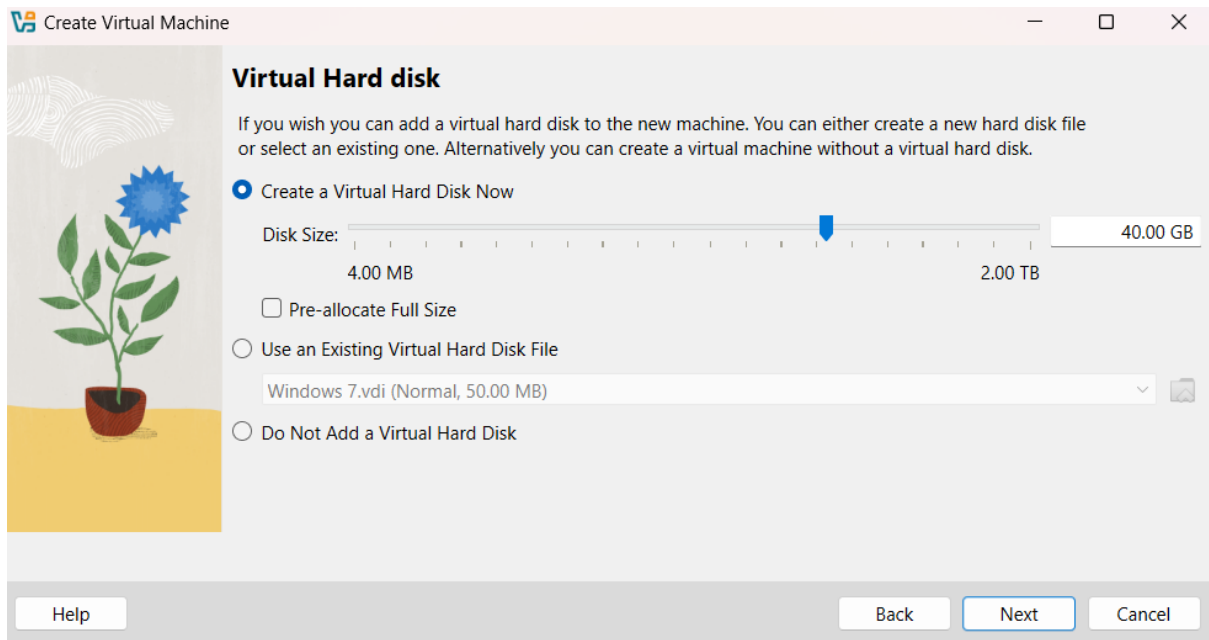 Create Virtual Machine
Virtual Hard disk
If you wish you can add a virtual hard disk to the new machine. You can either create a new hard disk file
or select an existing one. Alternatively you can create a virtual machine without a virtual hard disk.
Create a Virtual Hard Disk Now
Disk Size:
40.00 GB
4.00 MB
2.00 TB
Pre-allocate Full Size
Use an Existing Virtual Hard Disk File
Windows 7.vdi (Normal, 50.00 MB)
Do Not Add a Virtual Hard Disk
Help
Back
Next
Cancel